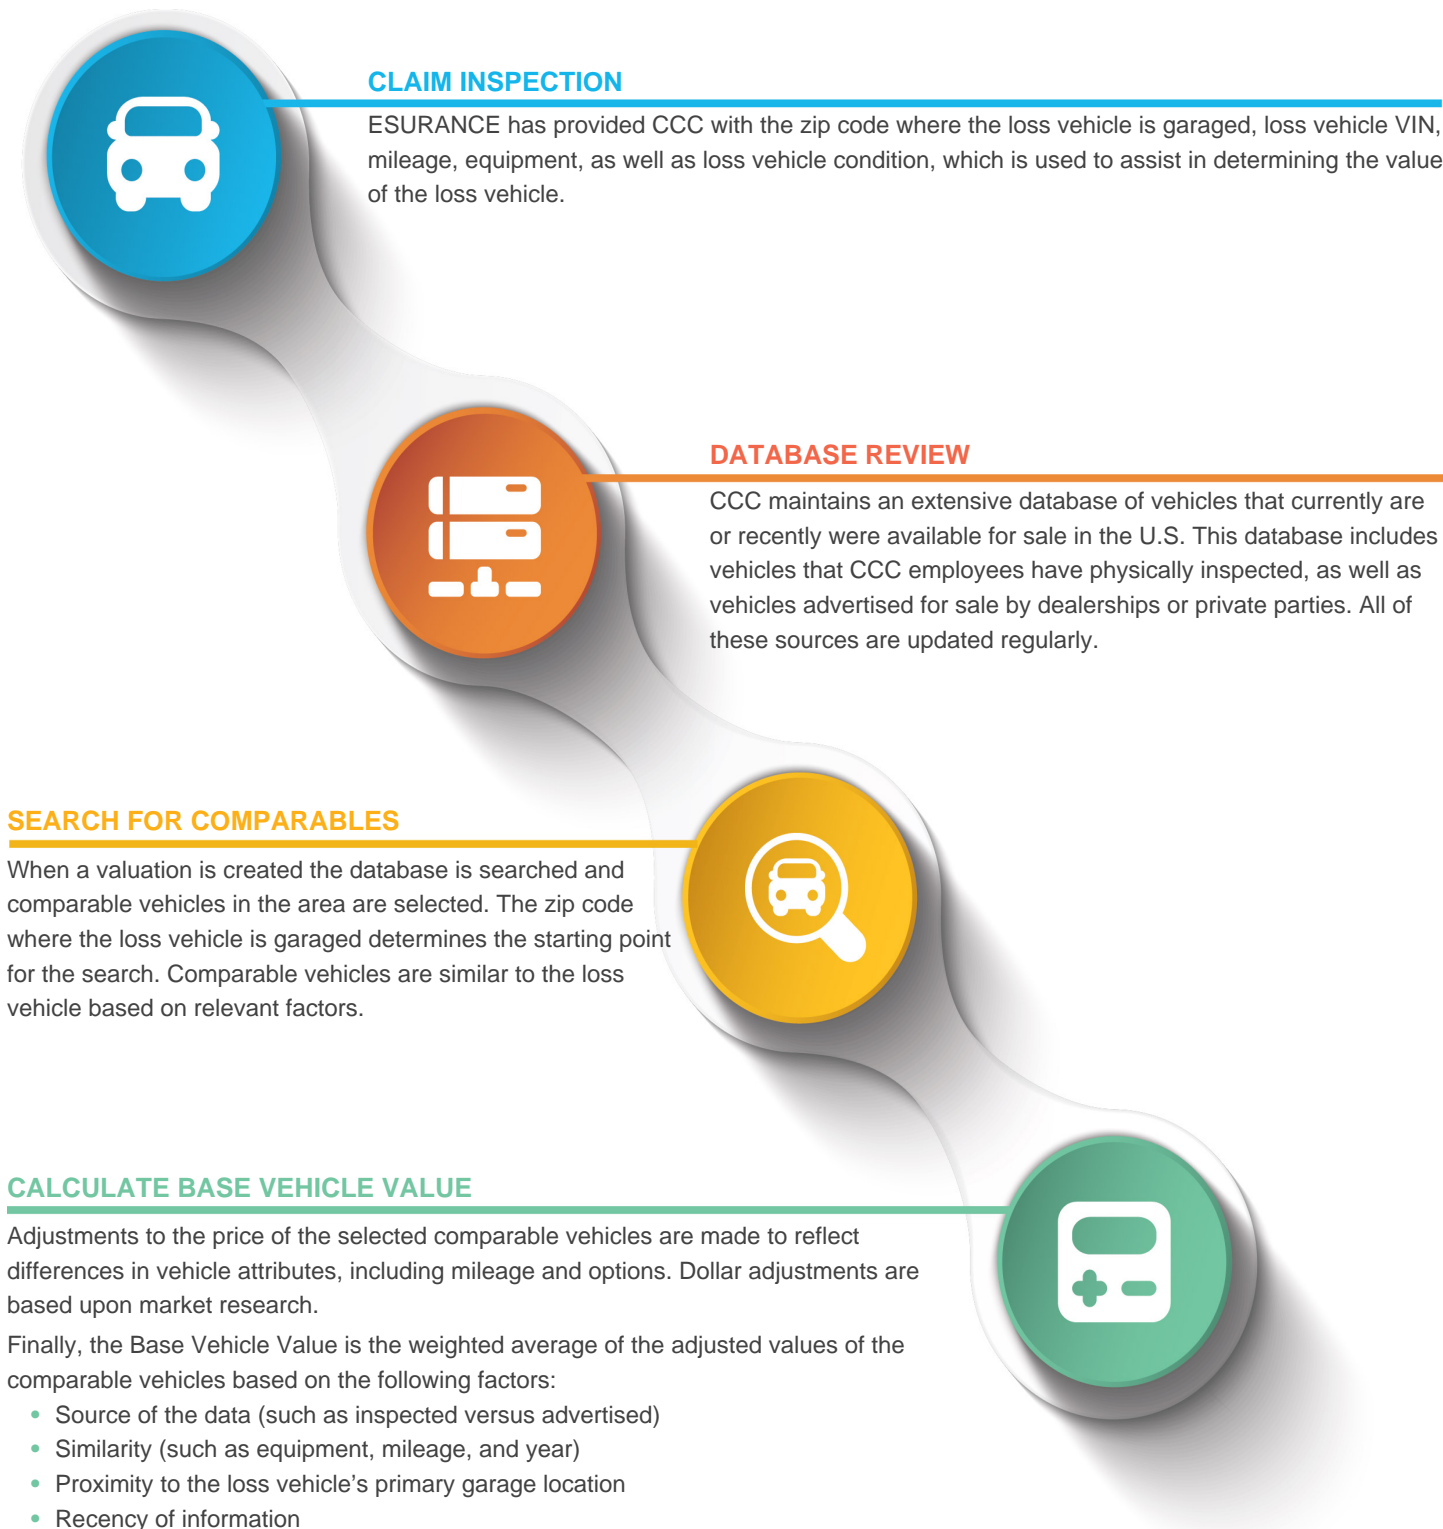 CLAIM INSPECTION
ESURANCE has provided CCC with the zip code where the loss vehicle is garaged, loss vehicle VIN,
mileage, equipment, as well as loss vehicle condition, which is used to assist in determining the value
of the loss vehicle.
DATABASE REVIEW
CCC maintains an extensive database of vehicles that currently are
or recently were available for sale in the U.S. This database includes
vehicles that CCC employees have physically inspected, as well as
vehicles advertised for sale by dealerships or private parties. All of
these sources are updated regularly.
SEARCH FOR COMPARABLES
When a valuation is created the database is searched and
comparable vehicles in the area are selected. The zip code
where the loss vehicle is garaged determines the starting point
for the search. Comparable vehicles are similar to the loss
vehicle based on relevant factors.
CALCULATE BASE VEHICLE VALUE
Adjustments to the price of the selected comparable vehicles are made to reflect
differences in vehicle attributes, including mileage and options. Dollar adjustments are
based upon market research.
Finally, the Base Vehicle Value is the weighted average of the adjusted values of the
comparable vehicles based on the following factors:
• Source of the data (such as inspected versus advertised)
• Similarity (such as equipment, mileage, and year)
• Proximity to the loss vehicle’s primary garage location
• Recency of information